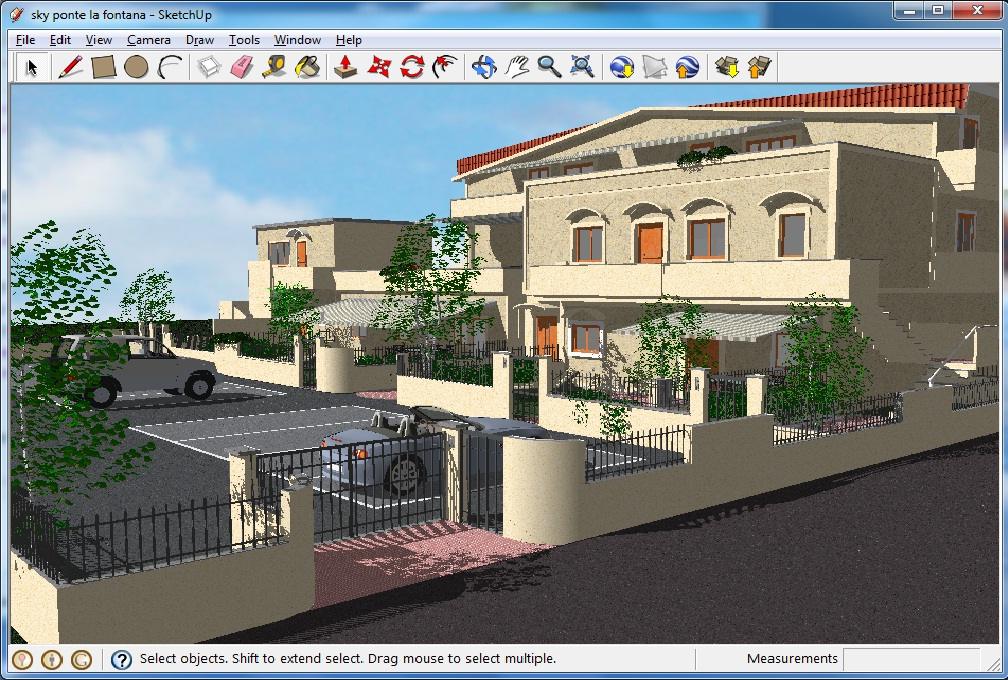 sky ponte la fontana - SketchUp
File Edit View Camera Draw Tools Window Help
Select objects. Shift to extend select. Drag mouse to select multiple. Measurements